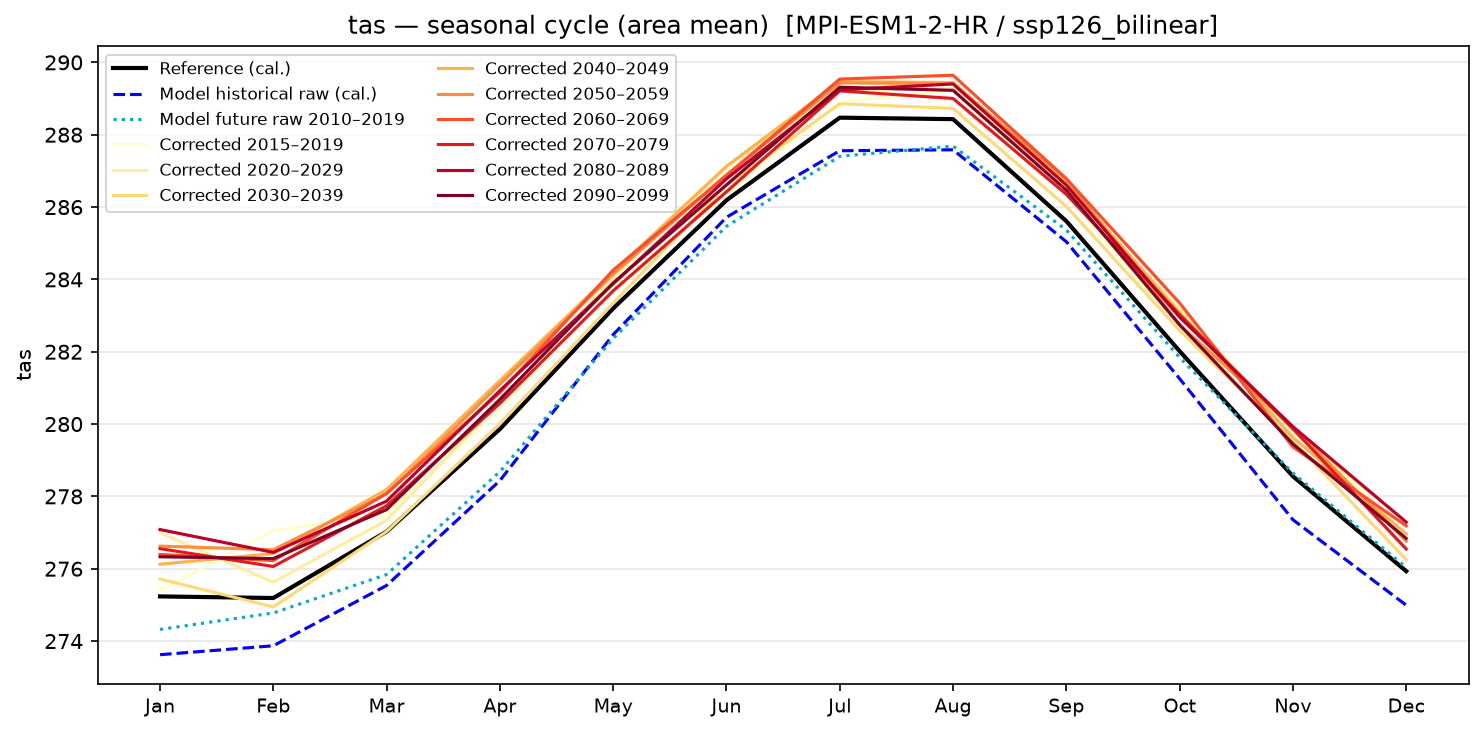 tas — seasonal cycle (area mean)  [MPI-ESM1-2-HR / ssp126_bilinear]
Reference (cal.)
Model historical raw (cal.)
Model future raw 2010–2019
Corrected 2015–2019
Corrected 2020–2029
Corrected 2030–2039
Corrected 2040–2049
Corrected 2050–2059
Corrected 2060–2069
Corrected 2070–2079
Corrected 2080–2089
Corrected 2090–2099
tas
290
288
286
284
282
280
278
276
274
Jan Feb Mar Apr May Jun Jul Aug Sep Oct Nov Dec